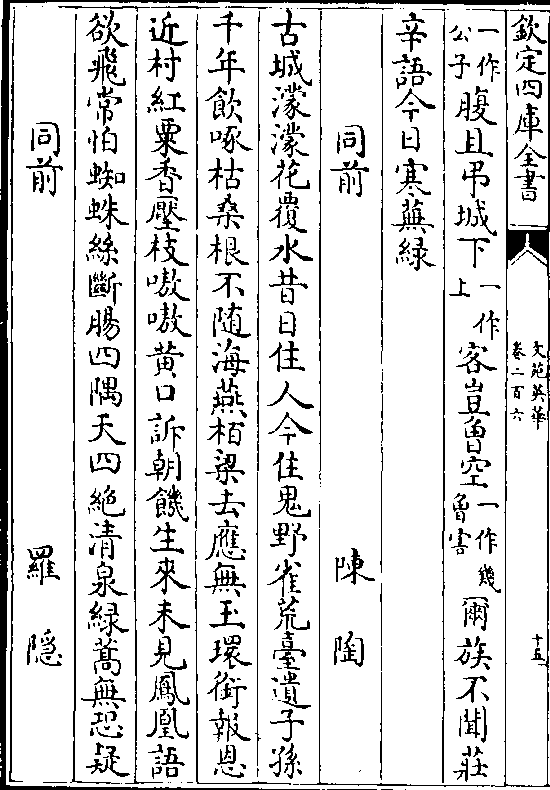 欽定四庫全書
文苑英華
卷二百六
十五
一作公子腹且弔城下一作上客豈魯空一作幾魯害爾族不聞莊
辛語今日寒蕪緑
同前 陳陶
古城濛濛花覆水昔日住人今住鬼野雀荒臺遺子孫
千年飲啄枯桑根不随海燕栢梁去應無玉環銜報恩
近村紅粟香壓枝嗷嗷黄口訴朝饑生來未見鳳凰語
欲飛常怕蜘蛛絲斷腸四隅天四絶清泉緑蒿無恐疑
同前 羅隠